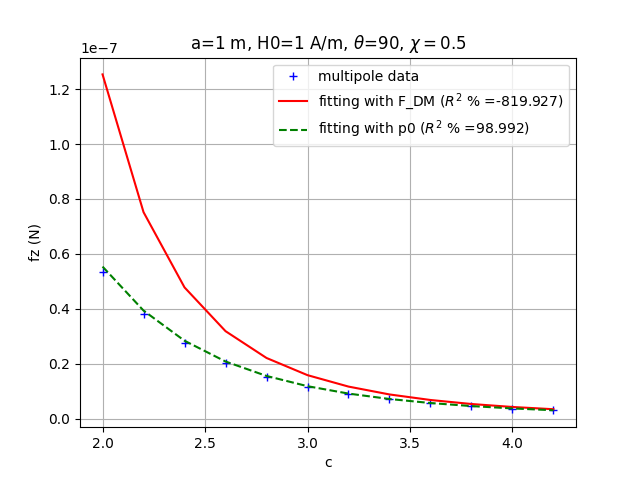 a=1 m, H0=1 A/m, θ=90, χ = 0.5
1e−7
multipole data
fitting with F_DM (R² % =-819.927)
fitting with p0 (R² % =98.992)
fz (N)
1.2
1.0
0.8
0.6
0.4
0.2
0.0
2.0 2.5 3.0 3.5 4.0
c